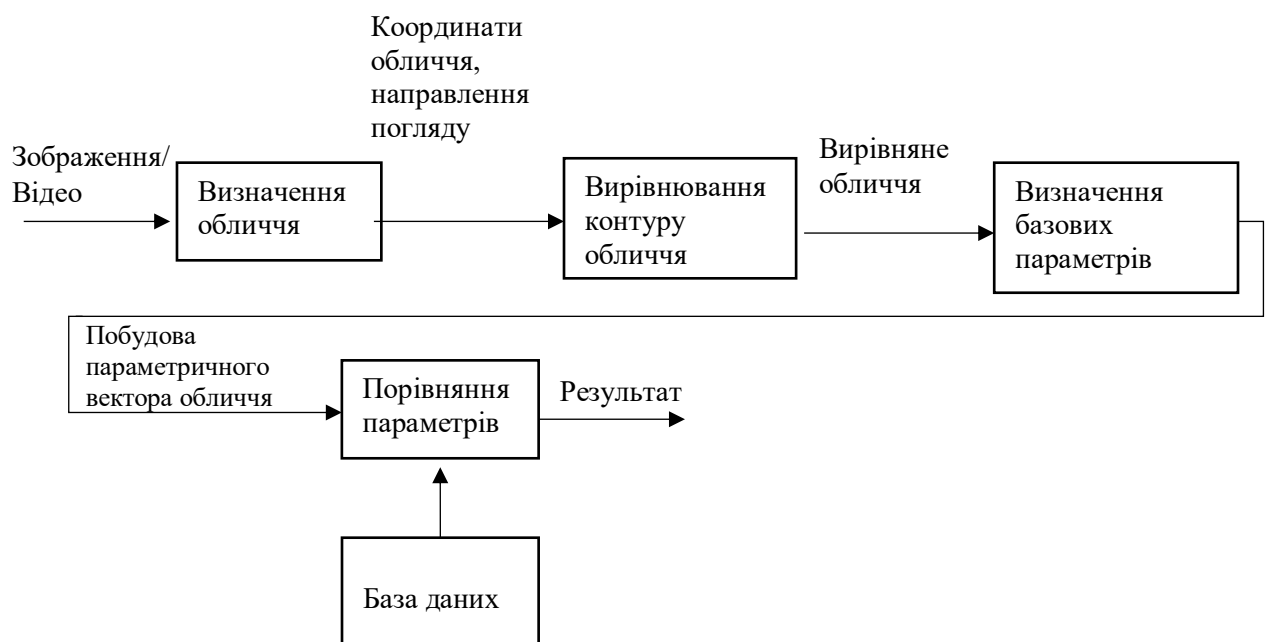 Координати
обличчя,
направлення
погляду
Зображення/
Відео
Визначення
обличчя
Вирівнювання
контуру
обличчя
Вирівняне
обличчя
Визначення
базових
параметрів
Побудова
параметричного
вектора обличчя
Порівняння
параметрів
Результат
База даних